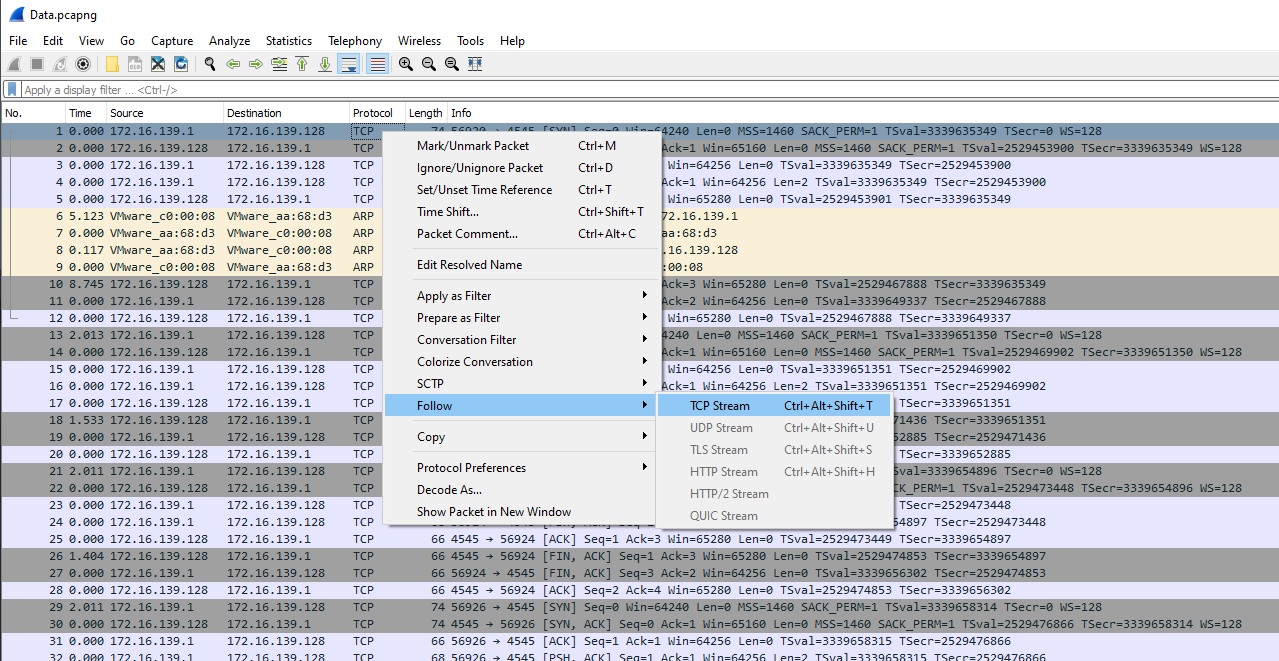 Data.pcapng
File Edit View Go Capture Analyze Statistics Telephony Wireless Tools Help
Apply a display filter ... <Ctrl-/>
No. Time Source Destination Protocol Length Info
1 0.000 172.16.139.1 172.16.139.128 TCP 74 56920 → 4545 [SYN] Seq=0 Win=64240 Len=0 MSS=1460 SACK_PERM=1 TSval=3339635349 TSecr=0 WS=128
2 0.000 172.16.139.128 172.16.139.1 TCP Ack=1 Win=65160 Len=0 MSS=1460 SACK_PERM=1 TSval=2529453900 TSecr=3339635349 WS=128
3 0.000 172.16.139.1 172.16.139.128 TCP Win=64256 Len=0 TSval=3339635349 TSecr=2529453900
4 0.000 172.16.139.1 172.16.139.128 TCP Ack=1 Win=64256 Len=2 TSval=3339635349 TSecr=2529453900
5 0.000 172.16.139.128 172.16.139.1 TCP Win=65280 Len=0 TSval=2529453901 TSecr=3339635349
6 5.123 VMware_c0:00:08 VMware_aa:68:d3 ARP 72.16.139.1
7 0.000 VMware_aa:68:d3 VMware_c0:00:08 ARP aa:68:d3
8 0.117 VMware_aa:68:d3 VMware_c0:00:08 ARP .16.139.128
9 0.000 VMware_c0:00:08 VMware_aa:68:d3 ARP :00:08
10 8.745 172.16.139.128 172.16.139.1 TCP Ack=3 Win=65280 Len=0 TSval=2529467888 TSecr=3339635349
11 0.000 172.16.139.1 172.16.139.128 TCP Ack=2 Win=64256 Len=0 TSval=3339649337 TSecr=2529467888
12 0.000 172.16.139.128 172.16.139.1 TCP Win=65280 Len=0 TSval=2529467888 TSecr=3339649337
13 2.013 172.16.139.1 172.16.139.128 TCP 240 Len=0 MSS=1460 SACK_PERM=1 TSval=3339651350 TSecr=0 WS=128
14 0.000 172.16.139.128 172.16.139.1 TCP Ack=1 Win=65160 Len=0 MSS=1460 SACK_PERM=1 TSval=2529469902 TSecr=3339651350 WS=128
15 0.000 172.16.139.1 172.16.139.128 TCP Win=64256 Len=0 TSval=3339651351 TSecr=2529469902
16 0.000 172.16.139.1 172.16.139.128 TCP Ack=1 Win=64256 Len=2 TSval=3339651351 TSecr=2529469902
17 0.000 172.16.139.128 172.16.139.1 TCP TSecr=3339651351
18 1.533 172.16.139.128 172.16.139.1 TCP 71436 TSecr=3339651351
19 0.000 172.16.139.1 172.16.139.128 TCP 52885 TSecr=2529471436
20 0.000 172.16.139.128 172.16.139.1 TCP TSecr=3339652885
21 2.011 172.16.139.1 172.16.139.128 TCP TSval=3339654896 TSecr=0 WS=128
22 0.000 172.16.139.128 172.16.139.1 TCP CK_PERM=1 TSval=2529473448 TSecr=3339654896 WS=128
23 0.000 172.16.139.1 172.16.139.128 TCP TSecr=2529473448
24 0.000 172.16.139.1 172.16.139.128 TCP 54897 TSecr=2529473448
25 0.000 172.16.139.128 172.16.139.1 TCP 66 4545 → 56924 [ACK] Seq=1 Ack=3 Win=65280 Len=0 TSval=2529473449 TSecr=3339654897
26 1.404 172.16.139.128 172.16.139.1 TCP 66 4545 → 56924 [FIN, ACK] Seq=1 Ack=3 Win=65280 Len=0 TSval=2529474853 TSecr=3339654897
27 0.000 172.16.139.1 172.16.139.128 TCP 66 56924 → 4545 [FIN, ACK] Seq=3 Ack=2 Win=64256 Len=0 TSval=3339656302 TSecr=2529474853
28 0.000 172.16.139.128 172.16.139.1 TCP 66 4545 → 56924 [ACK] Seq=2 Ack=4 Win=65280 Len=0 TSval=2529474853 TSecr=3339656302
29 2.011 172.16.139.1 172.16.139.128 TCP 74 56926 → 4545 [SYN] Seq=0 Win=64240 Len=0 MSS=1460 SACK_PERM=1 TSval=3339658314 TSecr=0 WS=128
30 0.000 172.16.139.128 172.16.139.1 TCP 74 4545 → 56926 [SYN, ACK] Seq=0 Ack=1 Win=65160 Len=0 MSS=1460 SACK_PERM=1 TSval=2529476866 TSecr=3339658314 WS=128
31 0.000 172.16.139.1 172.16.139.128 TCP 66 56926 → 4545 [ACK] Seq=1 Ack=1 Win=64256 Len=0 TSval=3339658315 TSecr=2529476866
32 0.000 172.16.139.1 172.16.139.128 TCP 68 56926 → 4545 [PSH, ACK] Seq=1 Ack=1 Win=64256 Len=2 TSval=3339658315 TSecr=2529476866
Mark/Unmark Packet Ctrl+M
Ignore/Unignore Packet Ctrl+D
Set/Unset Time Reference Ctrl+T
Time Shift... Ctrl+Shift+T
Packet Comment... Ctrl+Alt+C
Edit Resolved Name
Apply as Filter
Prepare as Filter
Conversation Filter
Colorize Conversation
SCTP
Follow
Copy
Protocol Preferences
Decode As...
Show Packet in New Window
TCP Stream Ctrl+Alt+Shift+T
UDP Stream Ctrl+Alt+Shift+U
TLS Stream Ctrl+Alt+Shift+S
HTTP Stream Ctrl+Alt+Shift+H
HTTP/2 Stream
QUIC Stream